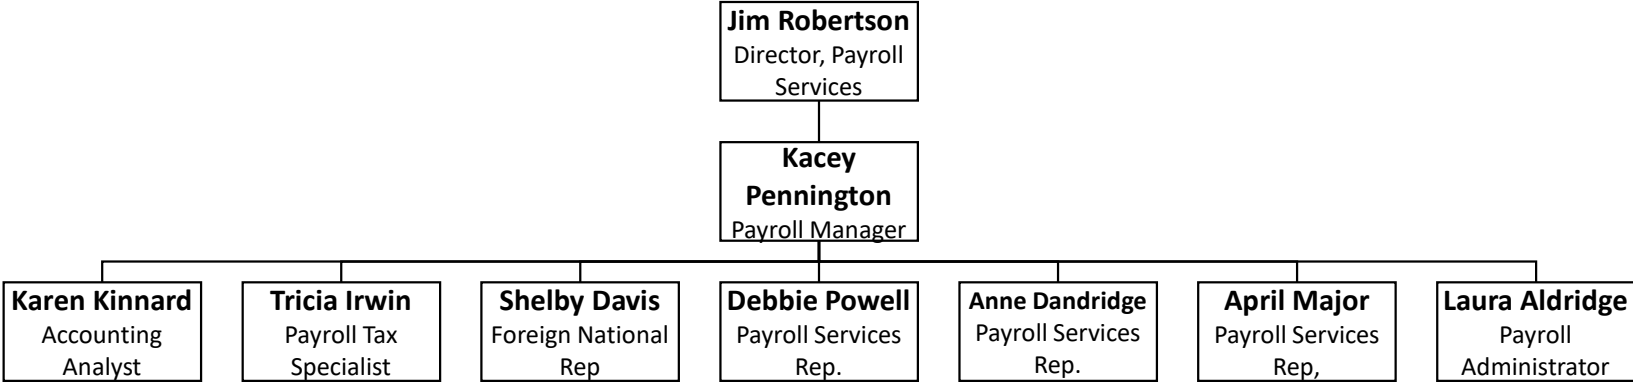 Jim Robertson
Director, Payroll
Services
Kacey
Pennington
Payroll Manager
Karen Kinnard
Accounting
Analyst
Tricia Irwin
Payroll Tax
Specialist
Shelby Davis
Foreign National
Rep
Debbie Powell
Payroll Services
Rep.
Anne Dandridge
Payroll Services
Rep.
April Major
Payroll Services
Rep,
Laura Aldridge
Payroll
Administrator